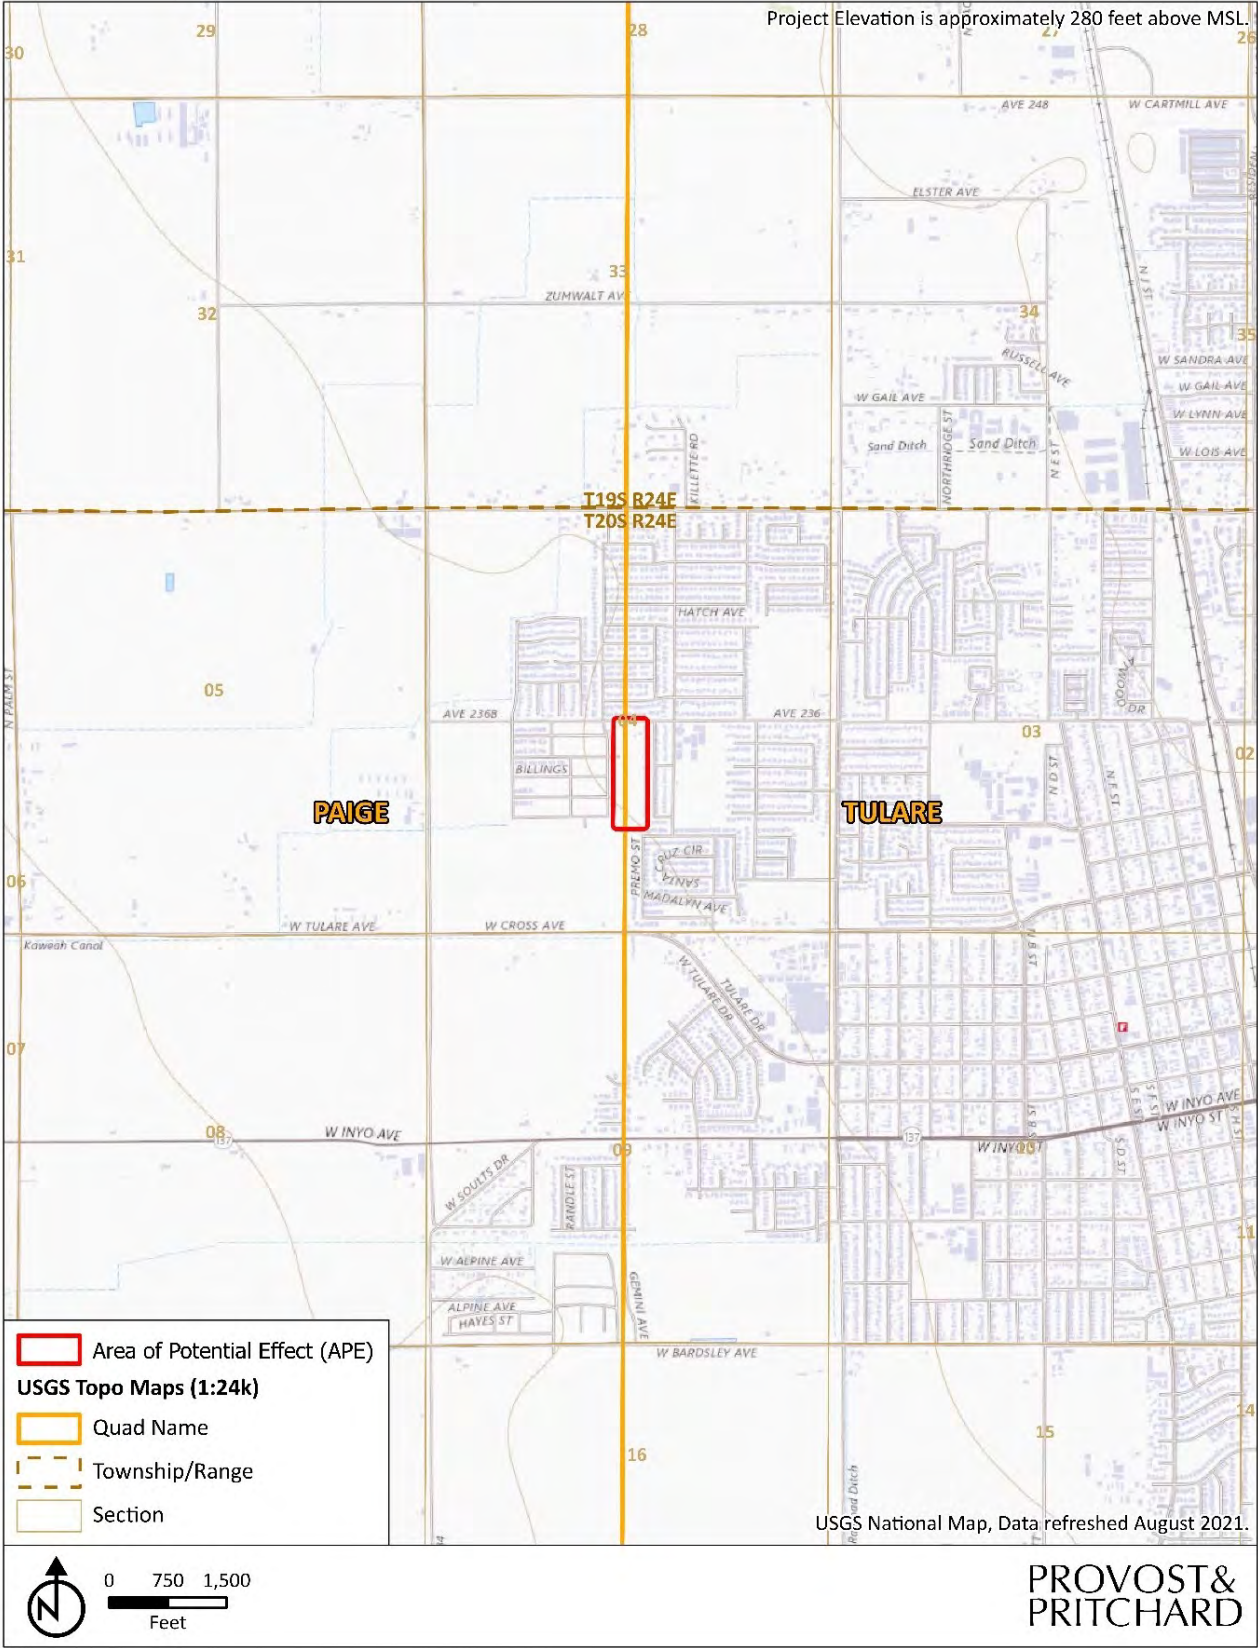 Project Elevation is approximately 280 feet above MSL.
29
28
27
26
30
AVE 248
W CARTMILL AVE
ELSTER AVE
31
33
ZUMWALT AV
32
34
N J ST
35
RUSSELL AVE
W SANDRA AVE
W GAIL AVE
W GAIL AVE
W LYNN AVE
KILLETTE RD
Sand Ditch
NORTHRIDGE ST
Sand Ditch
N E ST
W LOIS AVE
T19S R24E
T20S R24E
HATCH AVE
N PALM ST
05
AVE 236B
04
AVE 236
DR
03
02
BILLINGS
N D ST
N F ST
PAIGE
TULARE
PREMO ST
CRUZ CIR
SANTA
VENUS
MADALYN AVE
06
W TULARE AVE
W CROSS AVE
Kaweah Canal
N B ST
W TULARE DR
TULARE DR
07
08
137
W INYO AVE
09
137
W INYO ST
10
S B ST
S E ST
S F ST
W INYO AVE
W INYO ST
S H ST
S D ST
W SOULTS DR
RANDLE ST
11
W ALPINE AVE
GEMINI AVE
ALPINE AVE
HAYES ST
W BARDSLEY AVE
14
15
16
USGS National Map, Data refreshed August 2021.
Area of Potential Effect (APE)
USGS Topo Maps (1:24k)
Quad Name
Township/Range
Section
N
0 750 1,500
Feet
PROVOST&
PRITCHARD